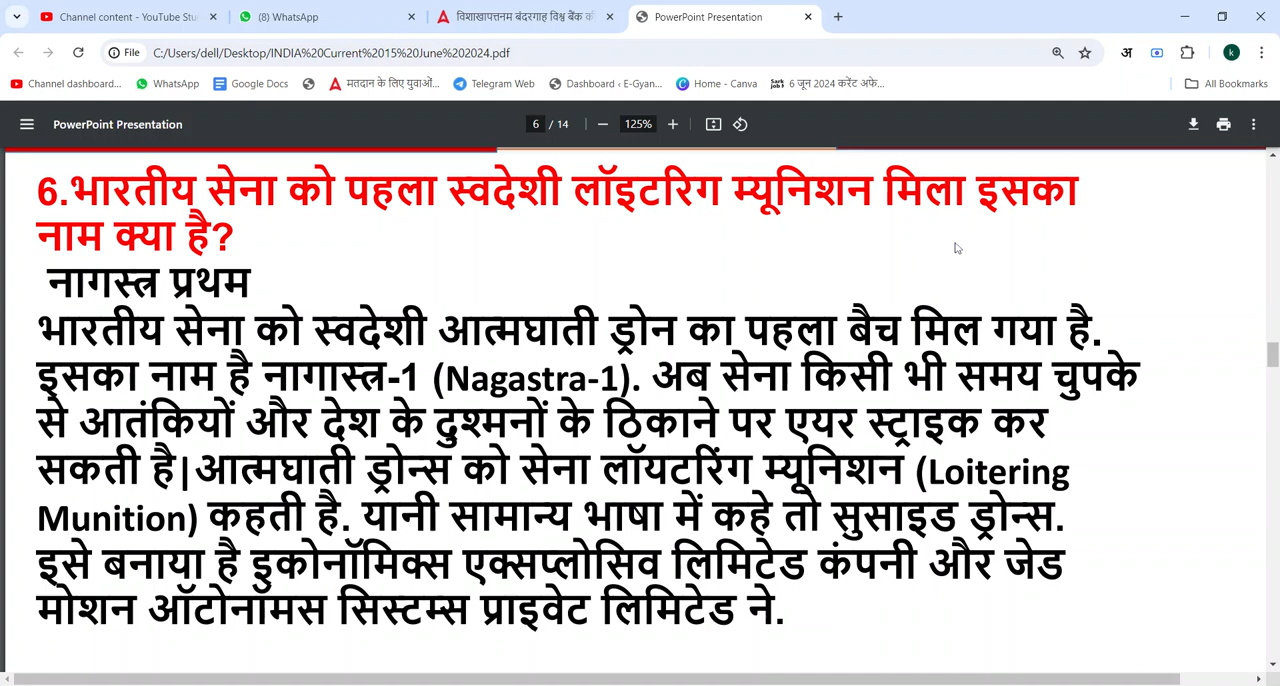 Channel content - YouTube Stu
(8) WhatsApp
विशाखापत्तनम बंदरगाह विश्व बैंक की
PowerPoint Presentation
File
C:/Users/dell/Desktop/INDIA%20Current%2015%20June%202024.pdf
अ
k
Channel dashboard...
WhatsApp
Google Docs
मतदान के लिए युवाओं...
Telegram Web
Dashboard ‹ E-Gyan...
Home - Canva
6 जून 2024 करेंट अफे...
All Bookmarks
PowerPoint Presentation
6 / 14
125%
6.भारतीय सेना को पहला स्वदेशी लॉइटरिग म्यूनिशन मिला इसका
नाम क्या है?
नागस्त्र प्रथम
भारतीय सेना को स्वदेशी आत्मघाती ड्रोन का पहला बैच मिल गया है.
इसका नाम है नागास्त्र-1 (Nagastra-1). अब सेना किसी भी समय चुपके
से आतंकियों और देश के दुश्मनों के ठिकाने पर एयर स्ट्राइक कर
सकती है|आत्मघाती ड्रोन्स को सेना लॉयटरिंग म्यूनिशन (Loitering
Munition) कहती है. यानी सामान्य भाषा में कहे तो सुसाइड ड्रोन्स.
इसे बनाया है इकोनॉमिक्स एक्सप्लोसिव लिमिटेड कंपनी और जेड
मोशन ऑटोनॉमस सिस्टम्स प्राइवेट लिमिटेड ने.